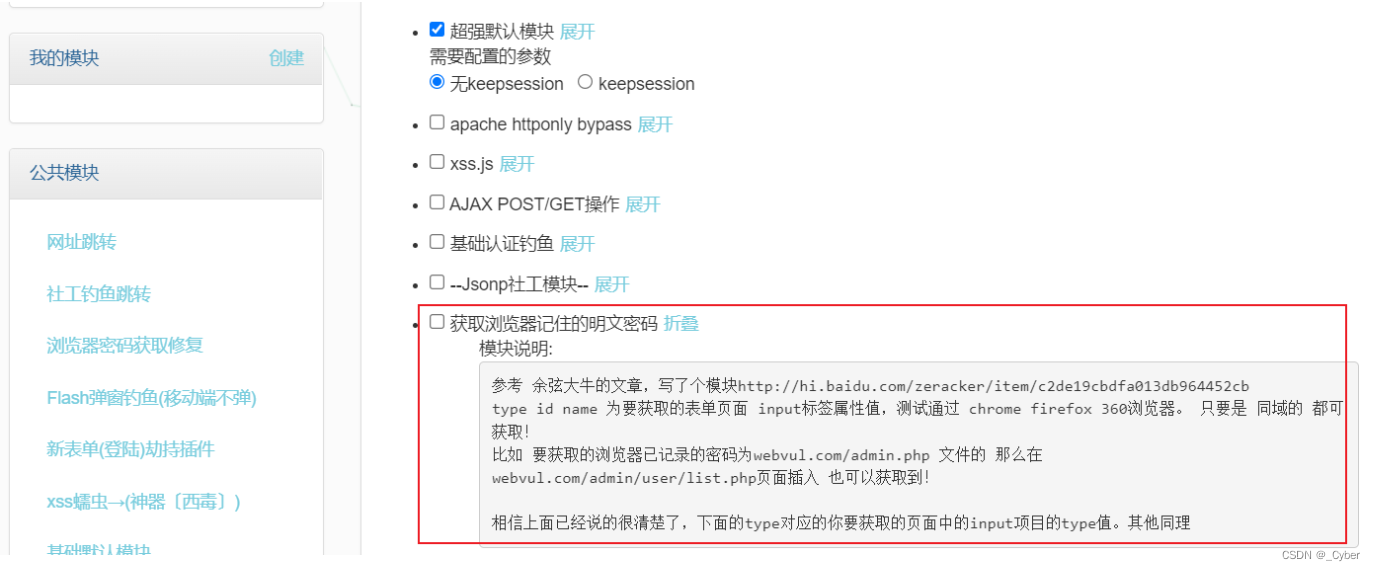 我的模块 创建
公共模块
网址跳转
社工钓鱼跳转
浏览器密码获取修复
Flash弹窗钓鱼(移动端不弹)
新表单(登陆)劫持插件
xss蠕虫→(神器〔西毒〕)
基础默认模块
超强默认模块 展开
需要配置的参数
无keepsession keepsession
apache httponly bypass 展开
xss.js 展开
AJAX POST/GET操作 展开
基础认证钓鱼 展开
--Jsonp社工模块-- 展开
获取浏览器记住的明文密码 折叠
模块说明:
参考 余弦大牛的文章，写了个模块http://hi.baidu.com/zeracker/item/c2de19cbdfa013db964452cb
type id name 为要获取的表单页面 input标签属性值，测试通过 chrome firefox 360浏览器。 只要是 同域的 都可
获取！
比如 要获取的浏览器已记录的密码为webvul.com/admin.php 文件的 那么在
webvul.com/admin/user/list.php页面插入 也可以获取到！
相信上面已经说的很清楚了，下面的type对应的你要获取的页面中的input项目的type值。其他同理
CSDN @_Cyber